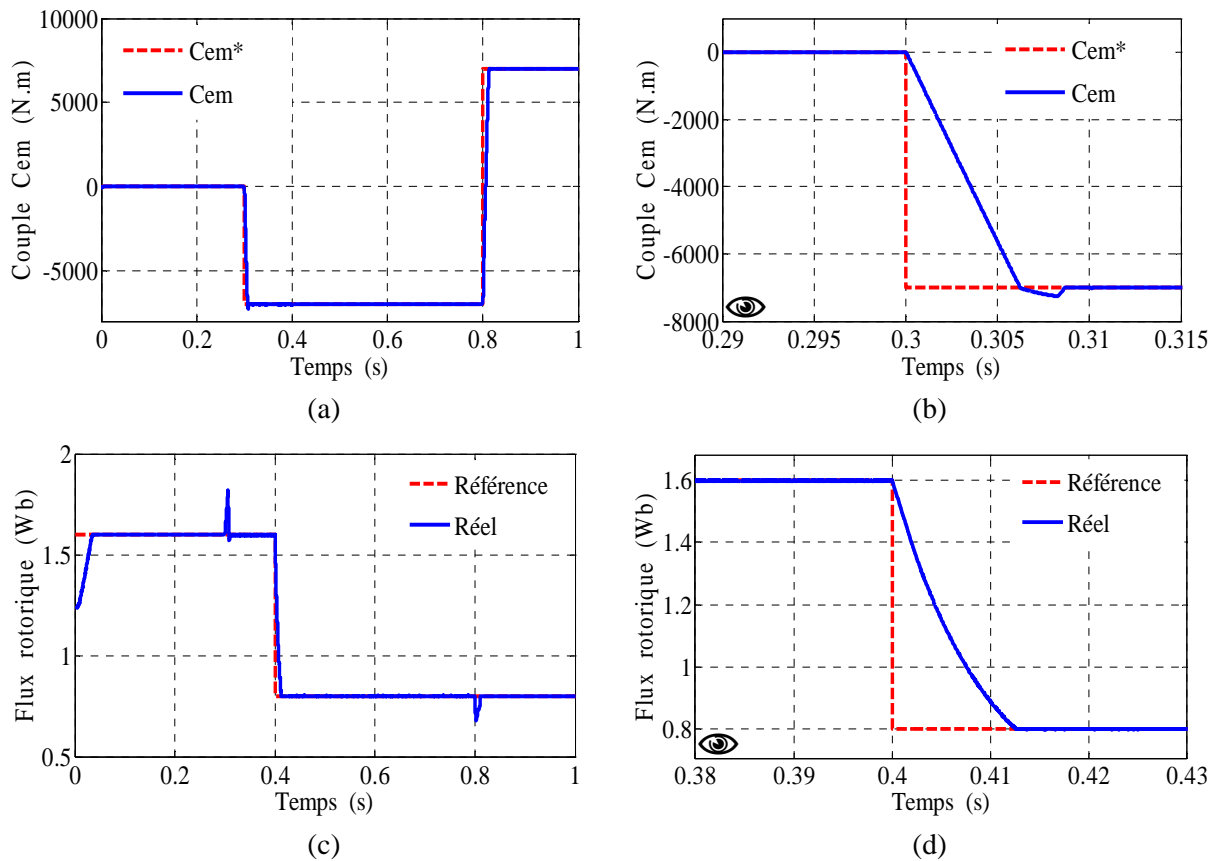 10000
5000
0
-5000
Couple Cem (N.m)
Cem*
Cem
0
0.2
0.4
0.6
0.8
1
Temps (s)
(a)
0
-2000
-4000
-6000
-8000
Couple Cem (N.m)
Cem*
Cem
0.29
0.295
0.3
0.305
0.31
0.315
Temps (s)
(b)
2
1.5
1
0.5
Flux rotorique (Wb)
Référence
Réel
0
0.2
0.4
0.6
0.8
1
Temps (s)
(c)
1.6
1.4
1.2
1
0.8
Flux rotorique (Wb)
Référence
Réel
0.38
0.39
0.4
0.41
0.42
0.43
Temps (s)
(d)